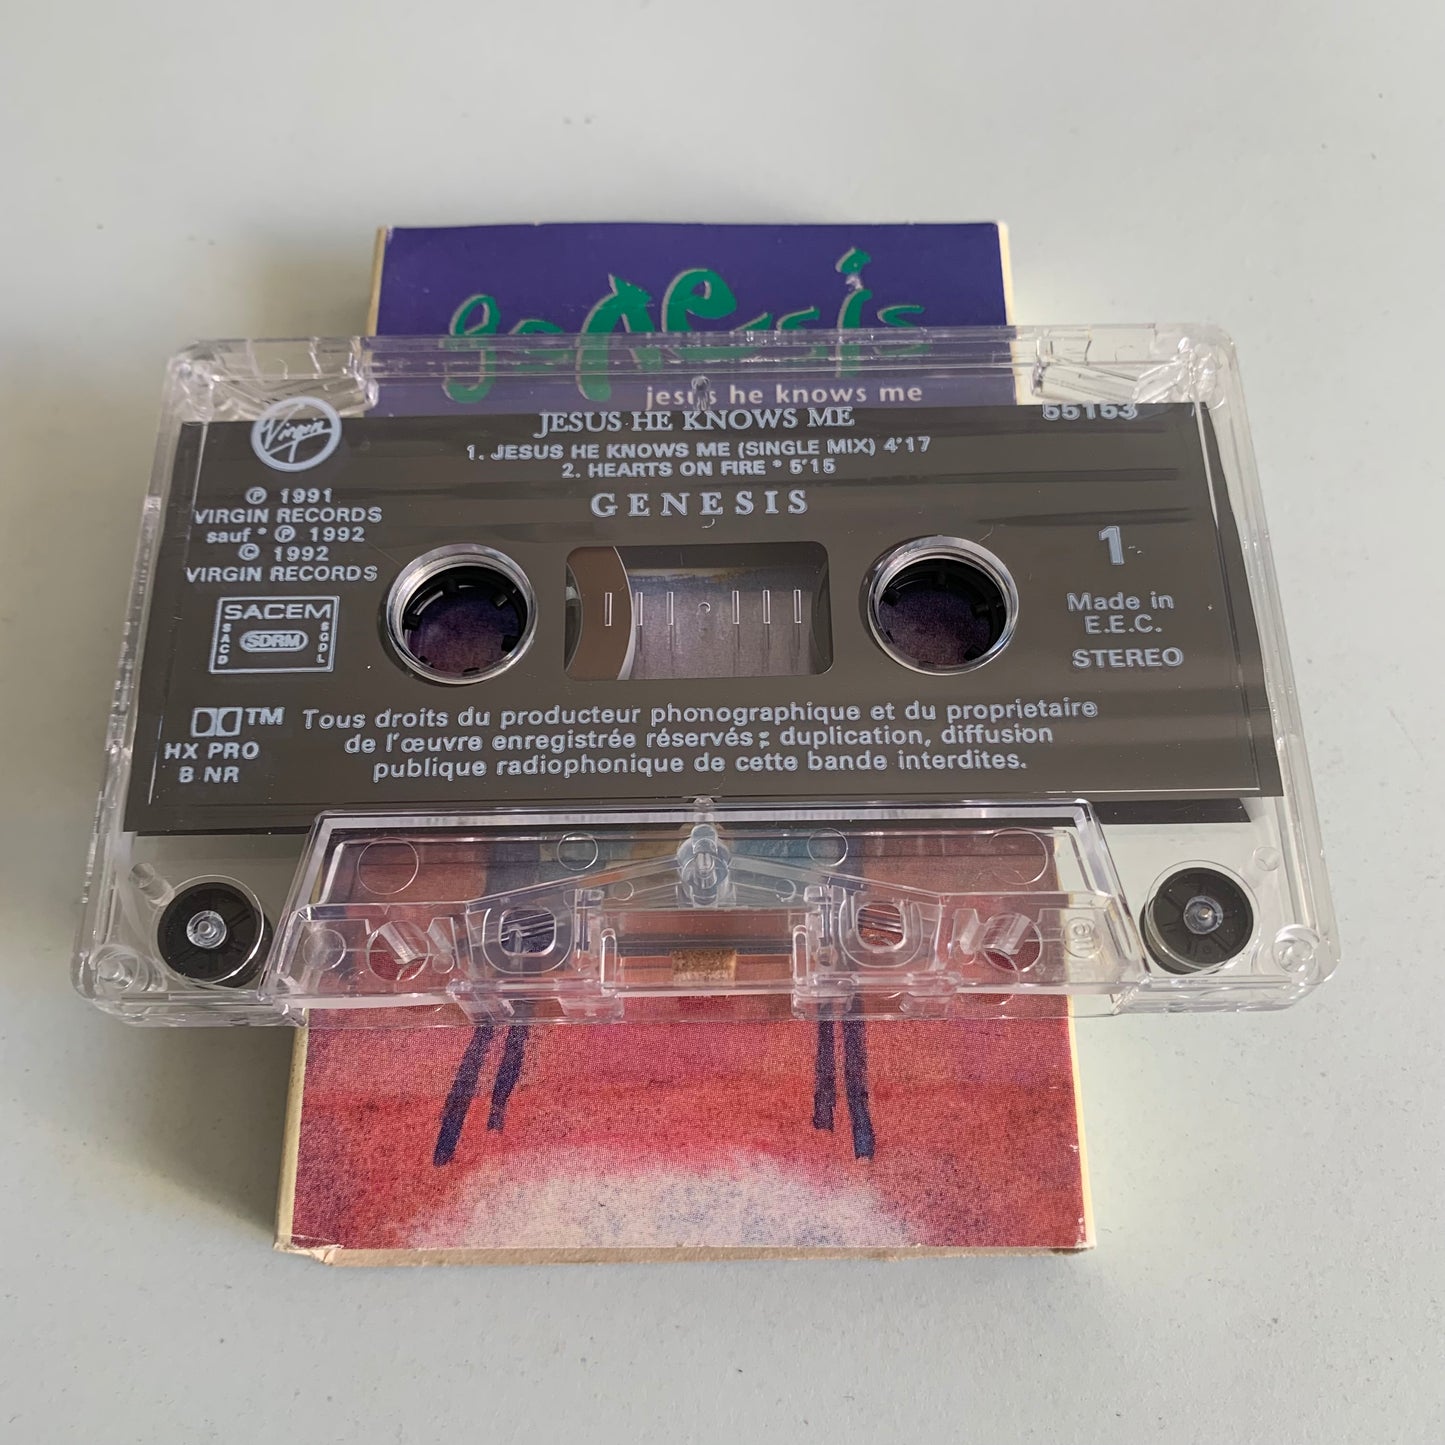 genesis
jesus he knows me
Virgin
JESUS HE KNOWS ME
55153
1. JESUS HE KNOWS ME (SINGLE MIX) 4'17
2. HEARTS ON FIRE * 5'15
GENESIS
℗ 1991
VIRGIN RECORDS
sauf * ℗ 1992
© 1992
VIRGIN RECORDS
SACEM
SACD
SDRM
SGDL
1
Made in
E.E.C.
STEREO
TM
HX PRO
B NR
Tous droits du producteur phonographique et du proprietaire
de l'œuvre enregistrée réservés ; duplication, diffusion
publique radiophonique de cette bande interdites.